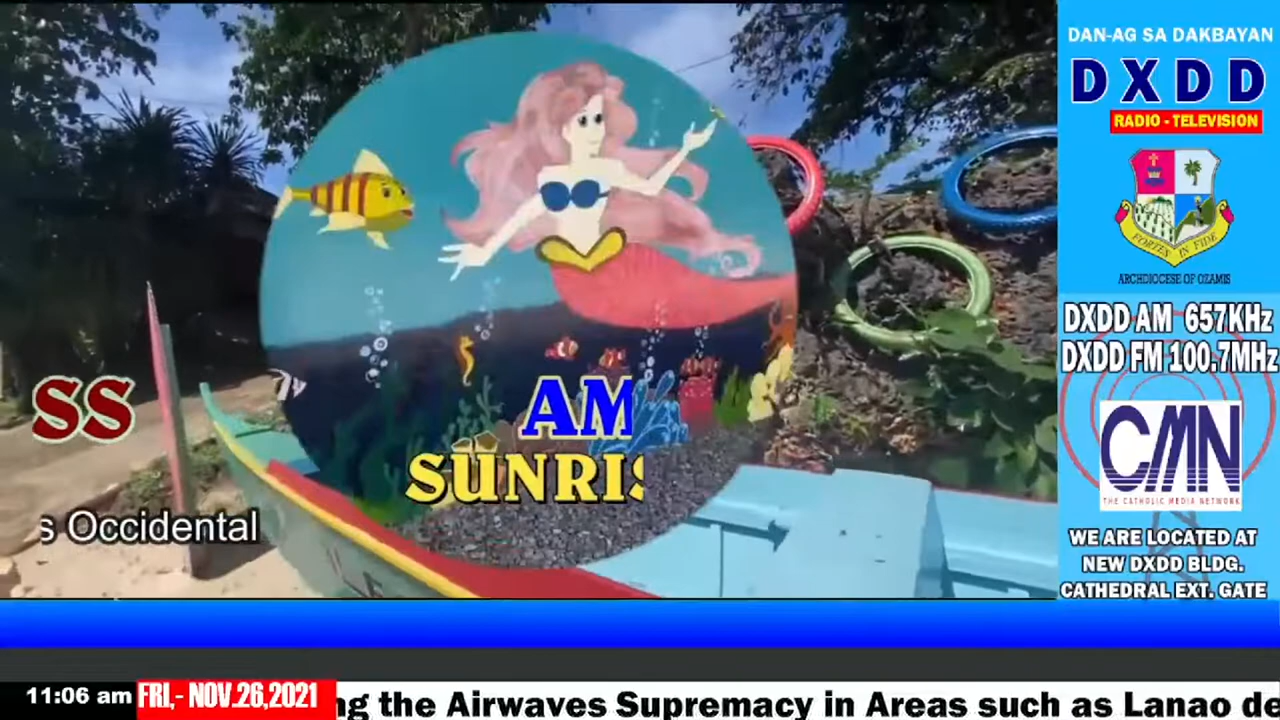 DAN-AG SA DAKBAYAN
DXDD
RADIO - TELEVISION
FORTES IN FIDE
ARCHDIOCESE OF OZAMIS
DXDD AM 657KHz
DXDD FM 100.7MHz
CMN
THE CATHOLIC MEDIA NETWORK
WE ARE LOCATED AT
NEW DXDD BLDG.
CATHEDRAL EXT. GATE
SS
AM
SUNRIS
s Occidental
11:06 am FRI,- NOV.26,2021 ng the Airwaves Supremacy in Areas such as Lanao de